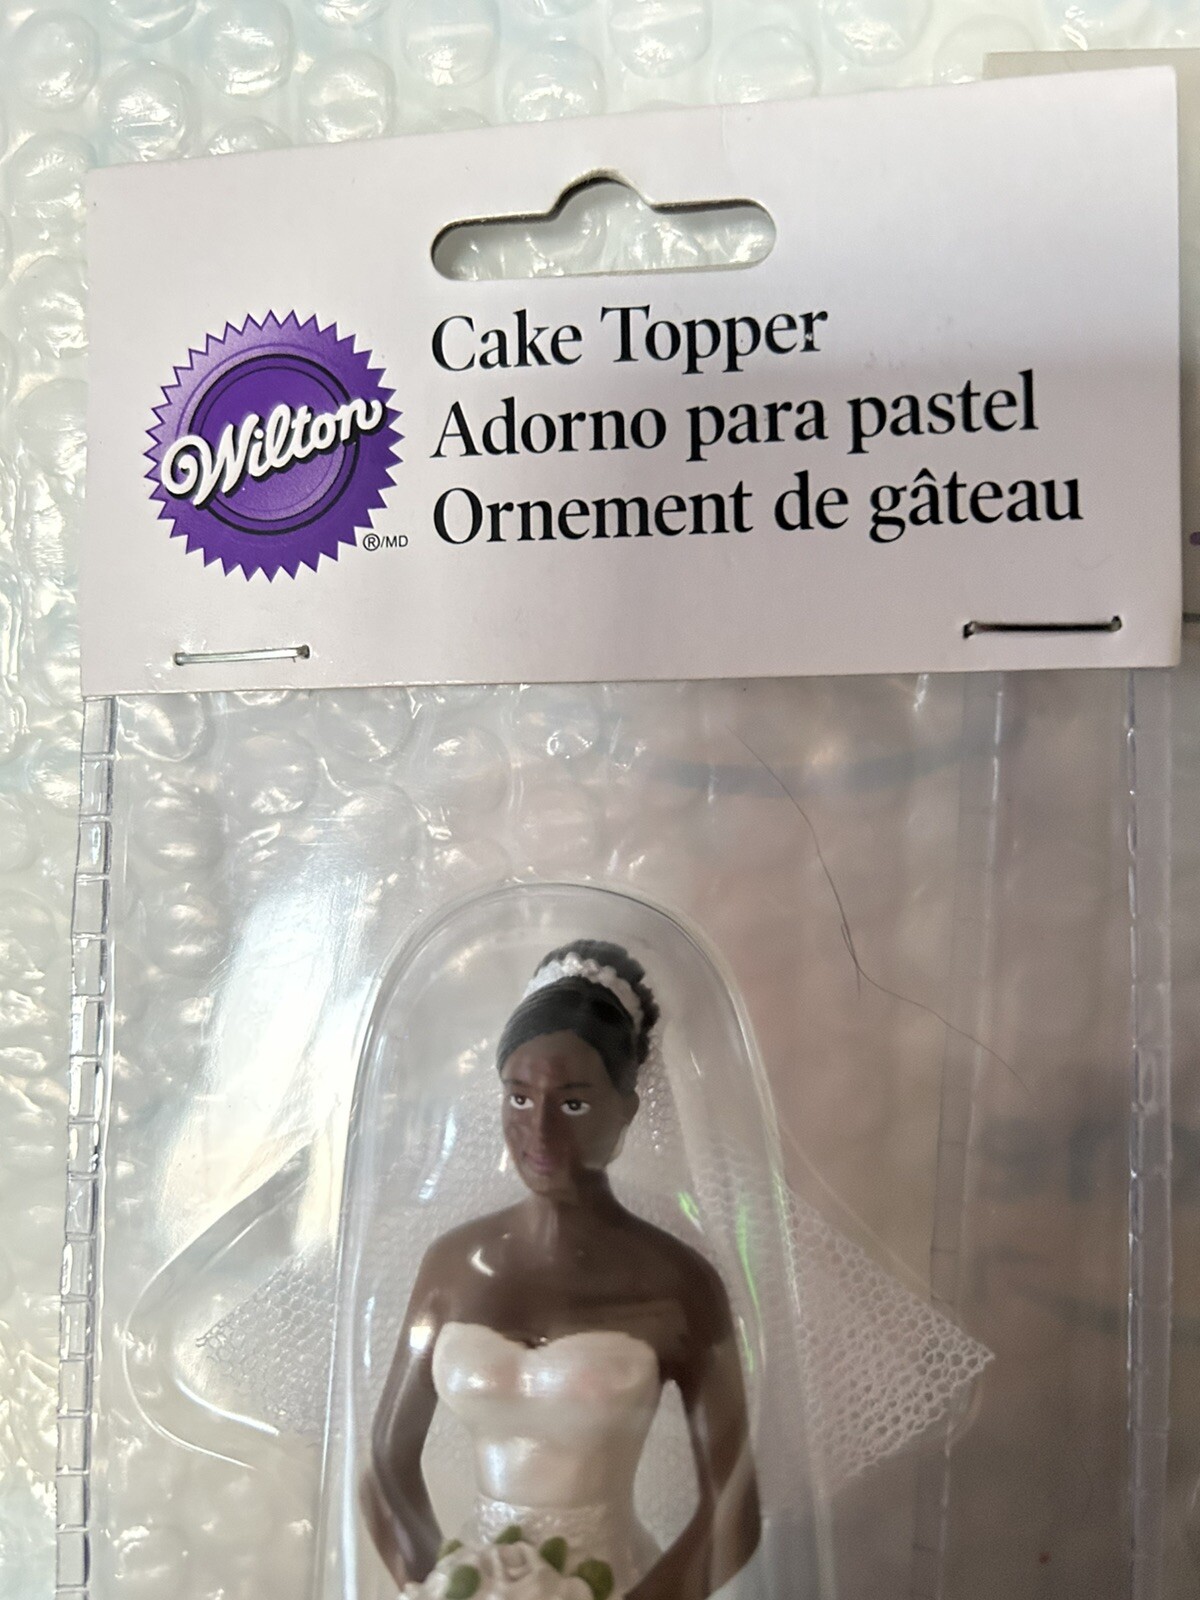 Cake Topper
Adorno para pastel
Ornement de gâteau
Wilton
®/MD